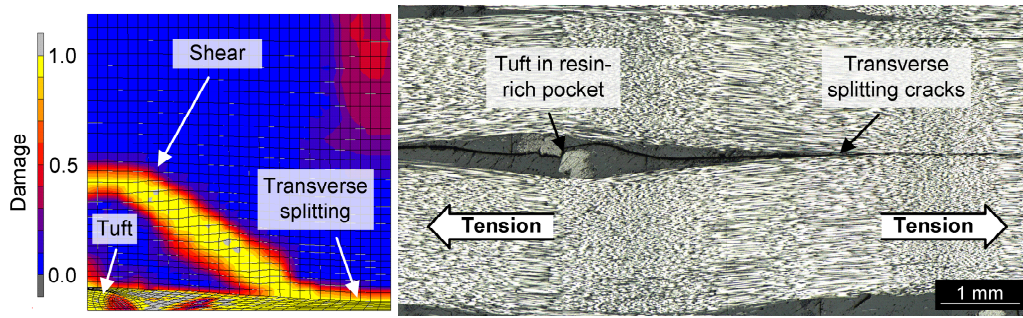 Damage
1.0
0.5
0.0
Shear
Tuft
Transverse
splitting
Tuft in resin-
rich pocket
Transverse
splitting cracks
Tension
Tension
1 mm